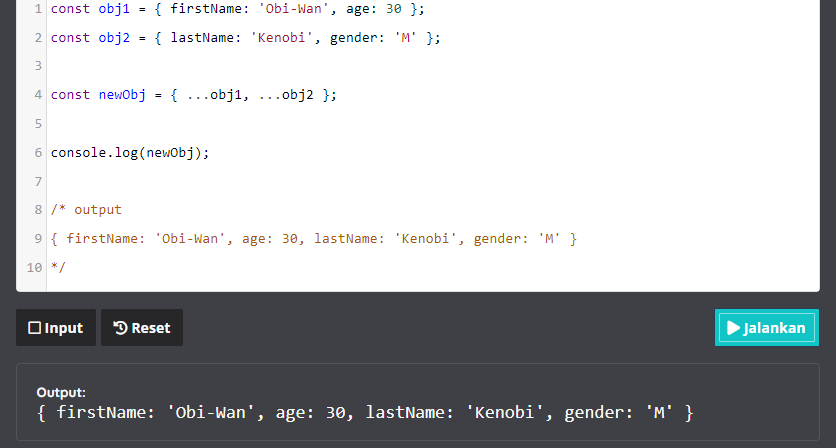 1 const obj1 = { firstName: 'Obi-Wan', age: 30 };
2 const obj2 = { lastName: 'Kenobi', gender: 'M' };
3
4 const newObj = { ...obj1, ...obj2 };
5
6 console.log(newObj);
7
8 /* output
9 { firstName: 'Obi-Wan', age: 30, lastName: 'Kenobi', gender: 'M' }
10 */
Input Reset Jalankan
Output:
{ firstName: 'Obi-Wan', age: 30, lastName: 'Kenobi', gender: 'M' }